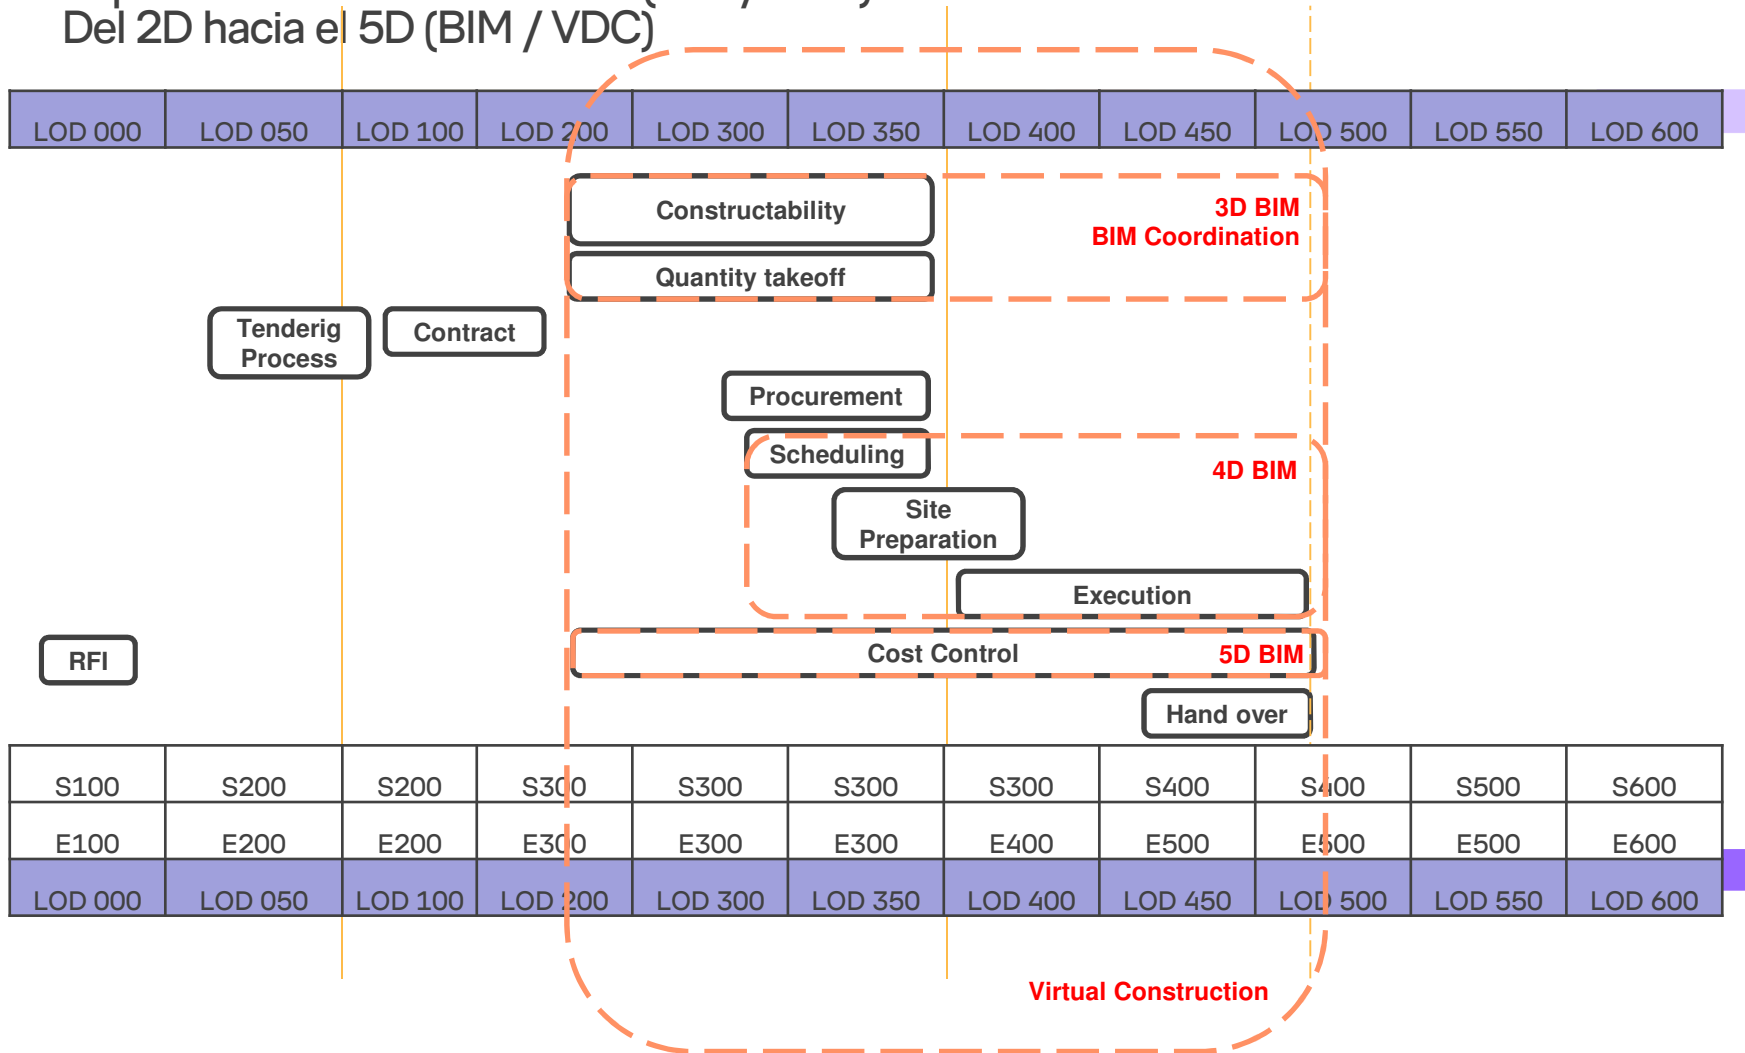 Del 2D hacia el 5D (BIM / VDC)
LOD 000 LOD 050 LOD 100 LOD 200 LOD 300 LOD 350 LOD 400 LOD 450 LOD 500 LOD 550 LOD 600
Constructability
3D BIM
BIM Coordination
Quantity takeoff
Tenderig
Process
Contract
Procurement
Scheduling
4D BIM
Site
Preparation
Execution
RFI
Cost Control
5D BIM
Hand over
S100 S200 S200 S300 S300 S300 S300 S400 S400 S500 S600
E100 E200 E200 E300 E300 E300 E400 E500 E500 E500 E600
LOD 000 LOD 050 LOD 100 LOD 200 LOD 300 LOD 350 LOD 400 LOD 450 LOD 500 LOD 550 LOD 600
Virtual Construction